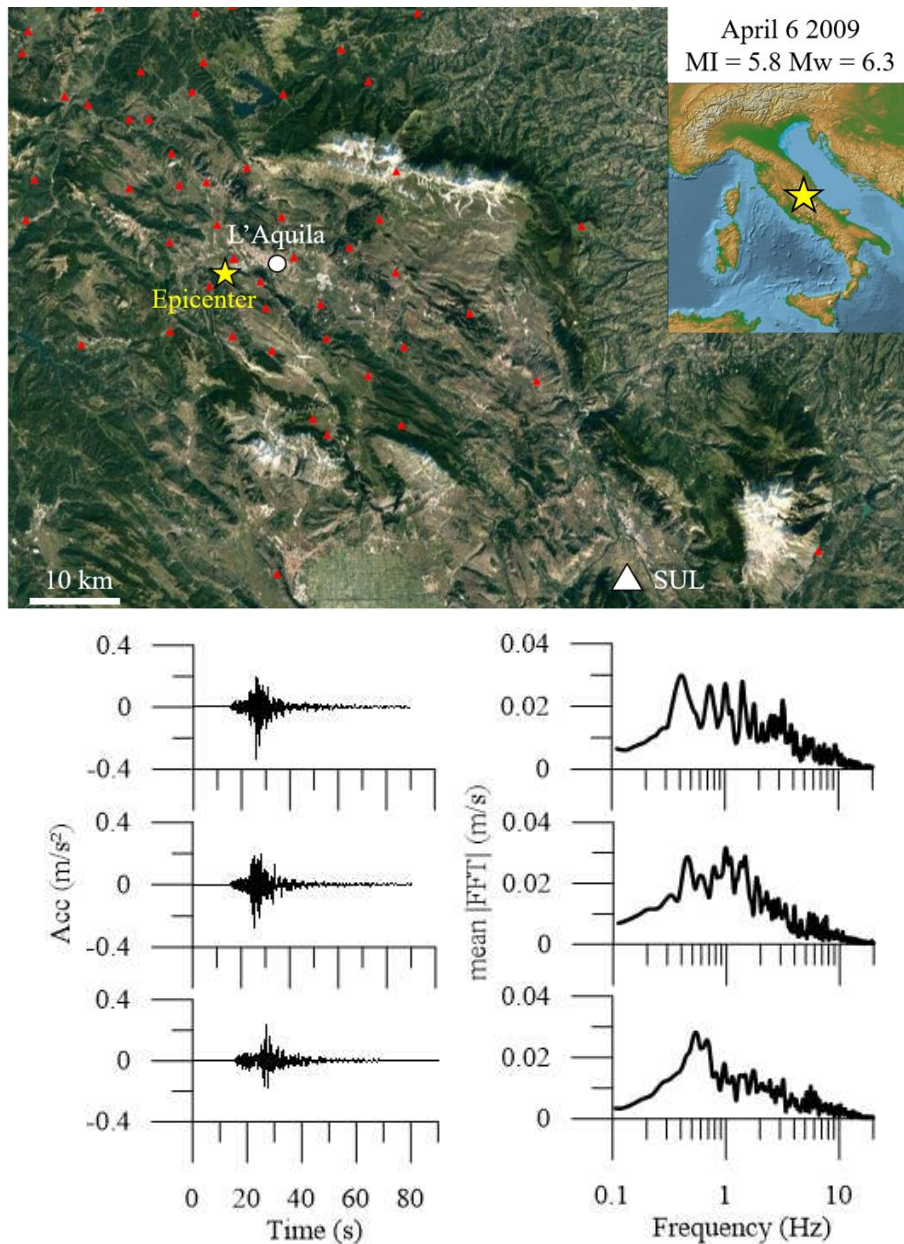 April 6 2009
MI = 5.8 Mw = 6.3
L'Aquila
Epicenter
10 km
SUL
0.4
0
-0.4
0.4
0
-0.4
0.4
0
-0.4
Acc (m/s²)
0 20 40 60 80
Time (s)
0.04
0.02
0
0.04
0.02
0
0.04
0.02
0
mean |FFT| (m/s)
0.1 1 10
Frequency (Hz)